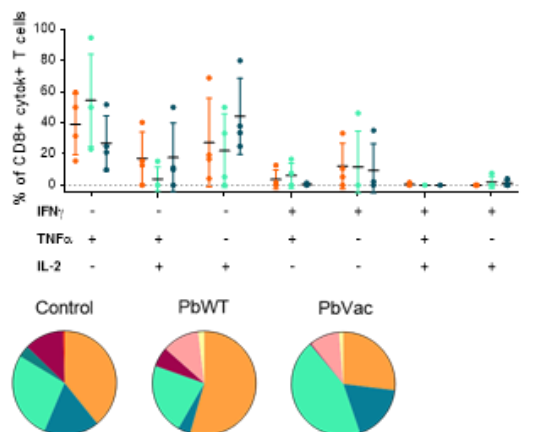 % of CD8+ cytok+ T cells
100
80
60
40
20
0
IFNγ - - - + + + +
TNFα + + - + - + -
IL-2 - + + - - + +
Control PbWT PbVac